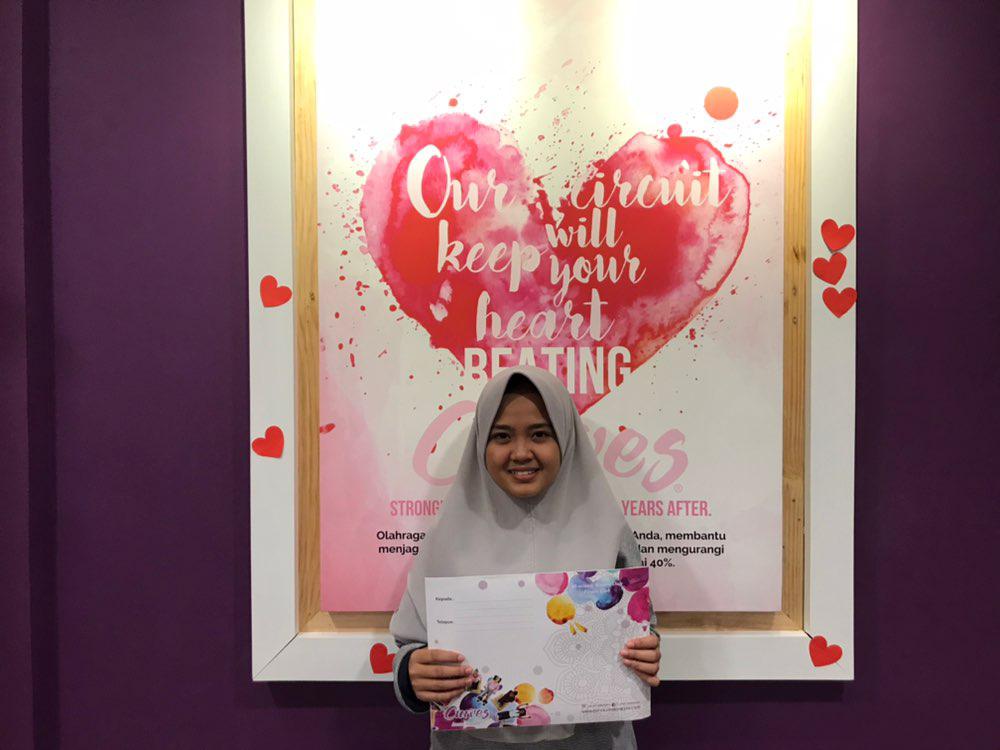 Our circuit
will
keep your
heart
BEATING
Curves
STRONG YEARS AFTER.
Olahraga Anda, membantu
menjag dan mengurangi
40%.
Kepada
Telepon
Curves